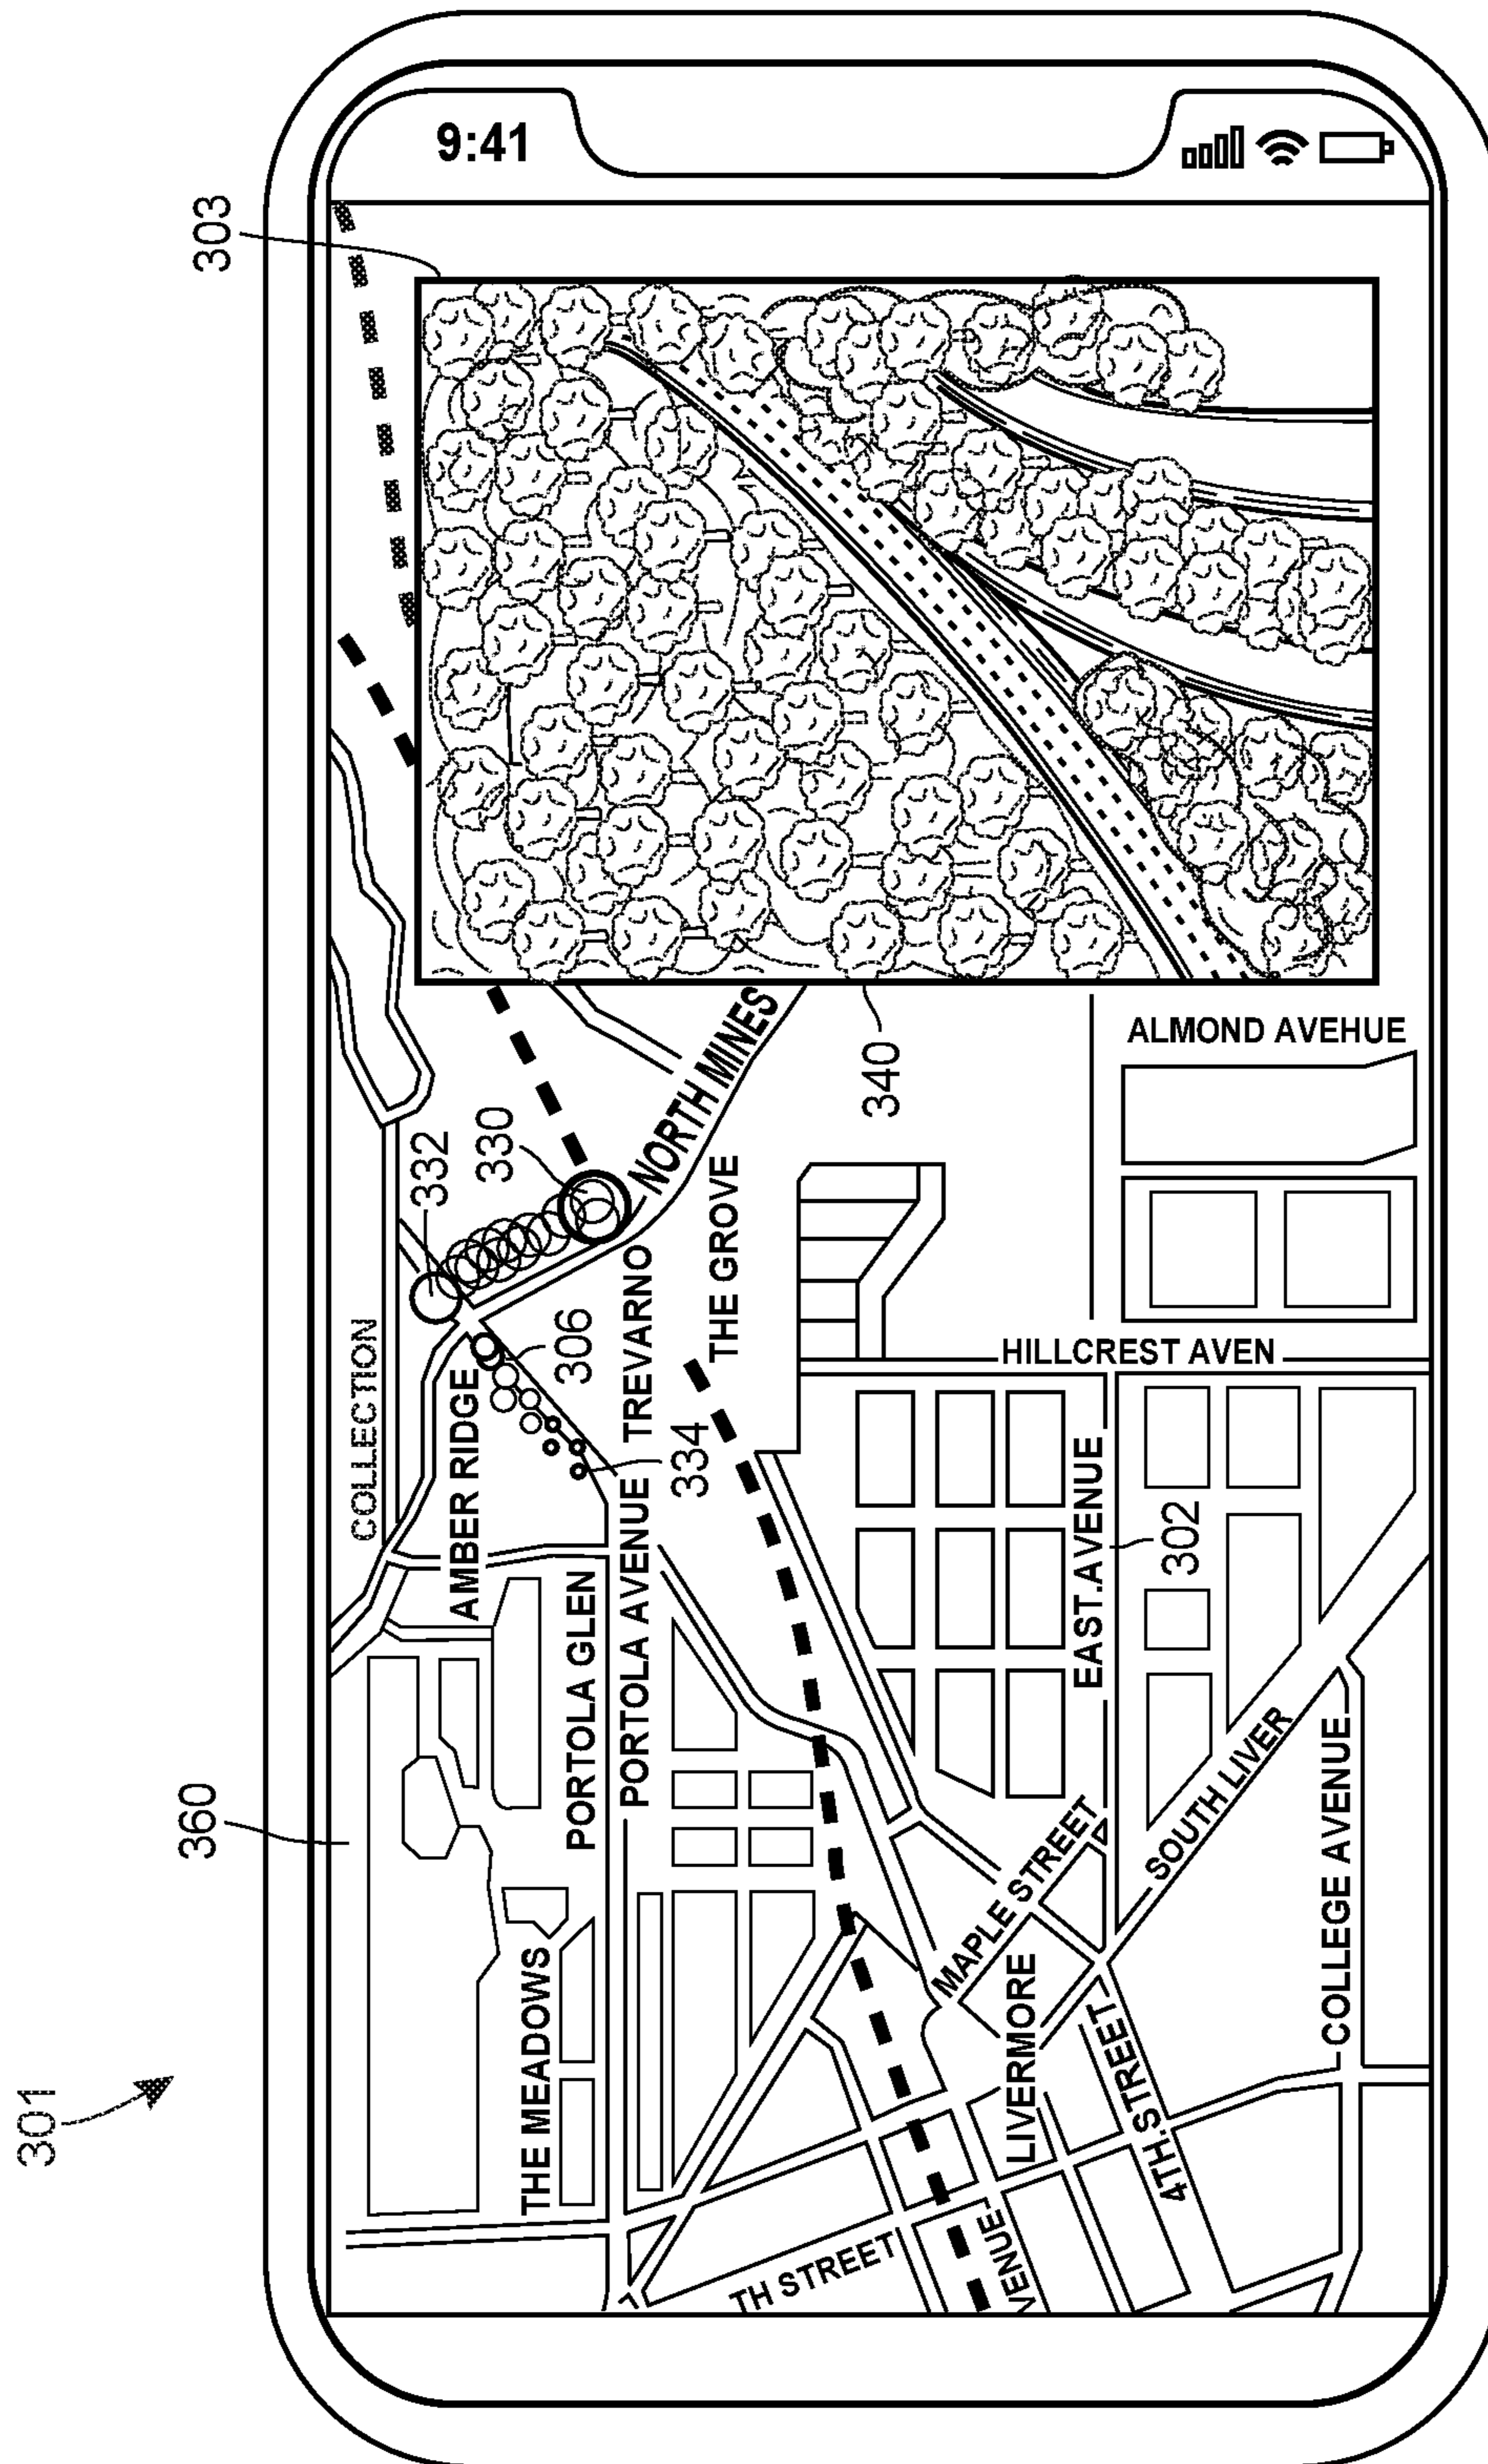 301
360
303
9:41
COLLECTION
332
330
AMBER RIDGE
306
334
NORTH MINES
THE MEADOWS
PORTOLA GLEN
PORTOLA AVENUE
TREVARNO
THE GROVE
340
TH STREET
VENUE
LIVERMORE
MAPLE STREET
EAST.AVENUE
HILLCREST AVEN
ALMOND AVEHUE
302
4TH.STREET
SOUTH LIVER
COLLEGE AVENUE